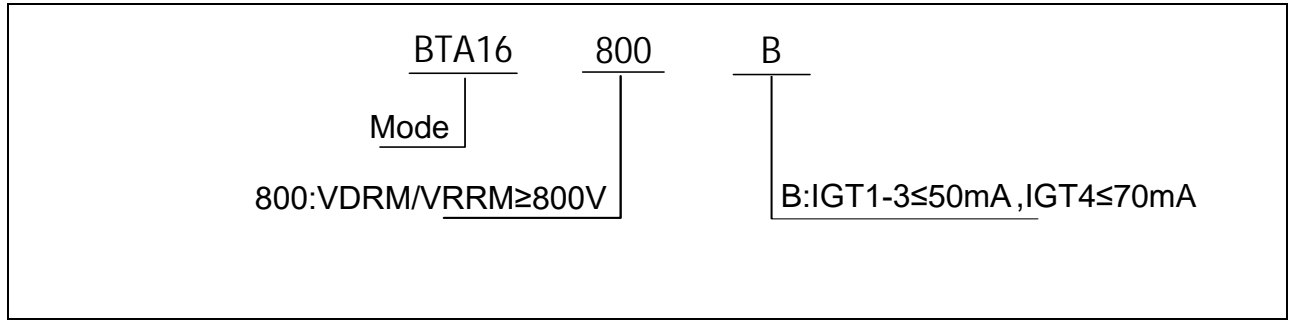 BTA16 800 B
Mode
800:VDRM/VRRM≥800V B:IGT1-3≤50mA,IGT4≤70mA